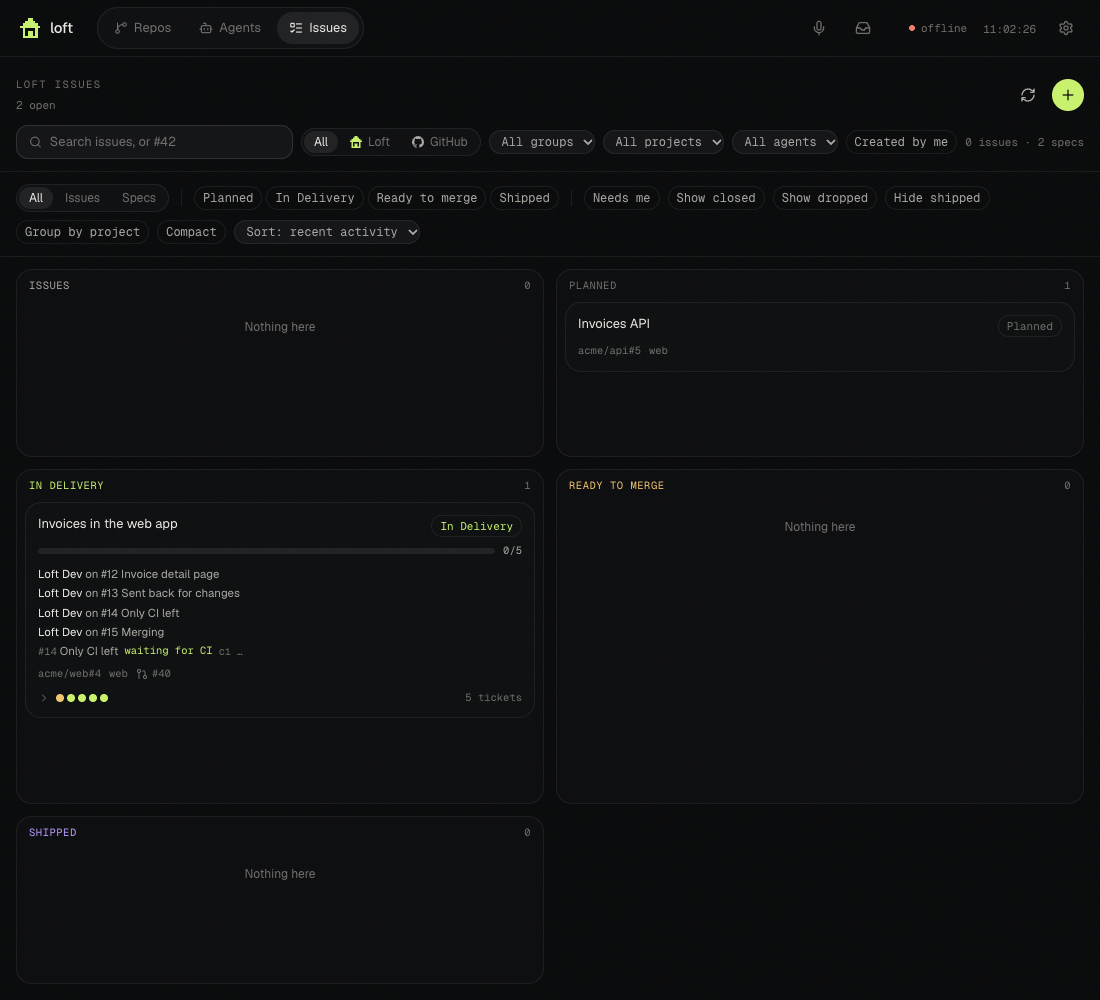 loft
Repos
Agents
Issues
offline
11:02:26
LOFT ISSUES
2 open
Search issues, or #42
All
Loft
GitHub
All groups
All projects
All agents
Created by me
0 issues · 2 specs
All
Issues
Specs
Planned
In Delivery
Ready to merge
Shipped
Needs me
Show closed
Show dropped
Hide shipped
Group by project
Compact
Sort: recent activity
ISSUES
0
Nothing here
PLANNED
1
Invoices API
Planned
acme/api#5 web
IN DELIVERY
1
Invoices in the web app
In Delivery
0/5
Loft Dev on #12 Invoice detail page
Loft Dev on #13 Sent back for changes
Loft Dev on #14 Only CI left
Loft Dev on #15 Merging
#14 Only CI left waiting for CI ci …
acme/web#4 web #40
5 tickets
READY TO MERGE
0
Nothing here
SHIPPED
0
Nothing here